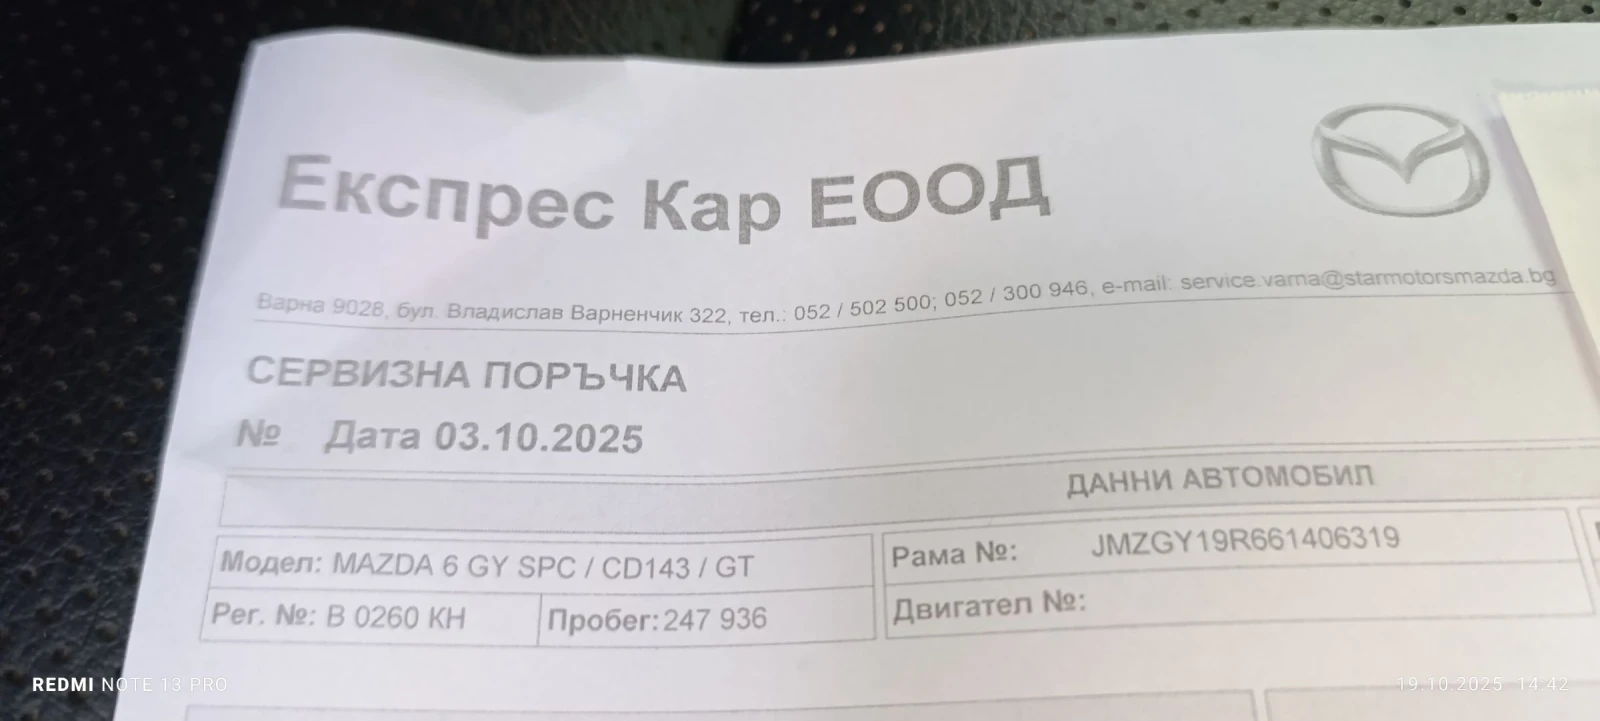 Експрес Кар ЕООД
Варна 9028, бул. Владислав Варненчик 322, тел.: 052 / 502 500; 052 / 300 946, e-mail: service.varna@starmotorsmazda.bg
СЕРВИЗНА ПОРЪЧКА
№ Дата 03.10.2025
ДАННИ АВТОМОБИЛ
Модел: MAZDA 6 GY SPC / CD143 / GT
Рама №: JMZGY19R661406319
Рег. №: В 0260 КН
Пробег: 247 936
Двигател №:
REDMI NOTE 13 PRO
19.10.2025 14:42